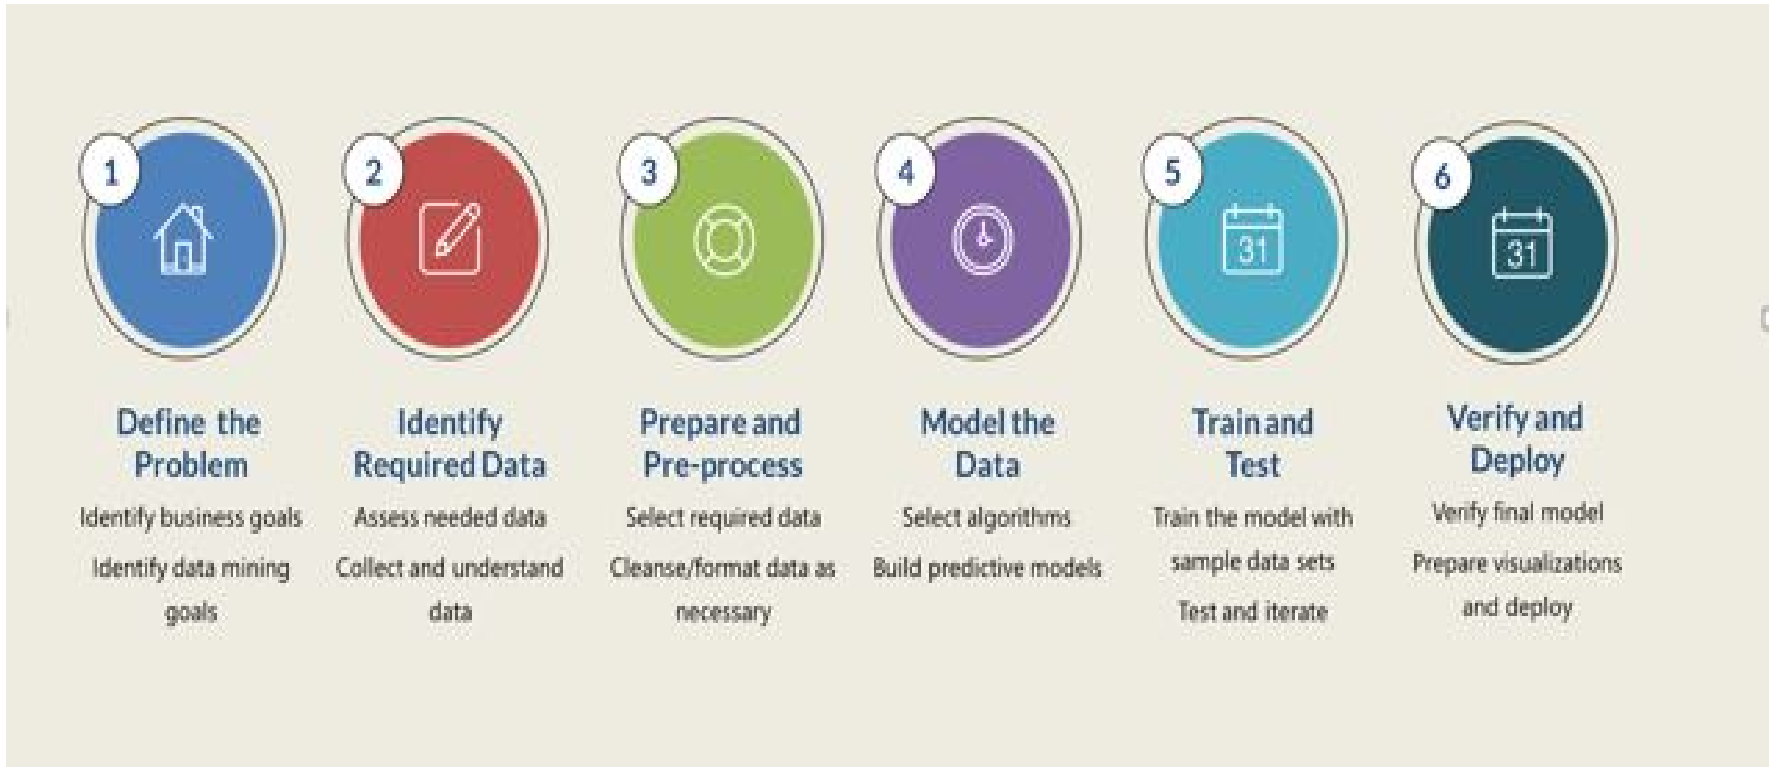 1
Define the
Problem
Identify business goals
Identify data mining
goals
2
Identify
Required Data
Assess needed data
Collect and understand
data
3
Prepare and
Pre-process
Select required data
Cleanse/format data as
necessary
4
Model the
Data
Select algorithms
Build predictive models
5
31
Train and
Test
Train the model with
sample data sets
Test and iterate
6
31
Verify and
Deploy
Verify final model
Prepare visualizations
and deploy